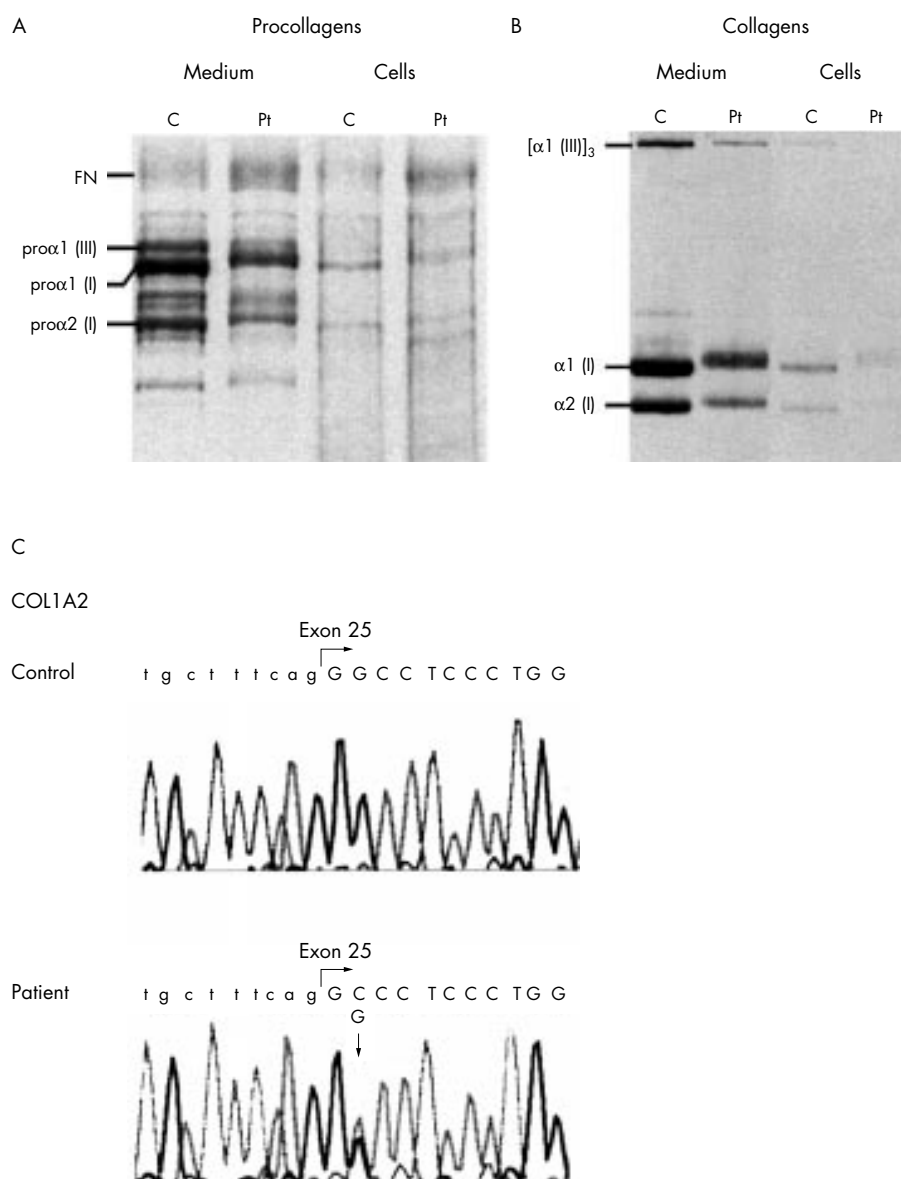 A Procollagens
Medium Cells
C Pt C Pt
FN
proα1 (III)
proα1 (I)
proα2 (I)
B Collagens
Medium Cells
C Pt C Pt
[α1 (III)]3
α1 (I)
α2 (I)
C
COL1A2
Exon 25
Control t g c t t t c a g G G C C T C C C T G G
Exon 25
Patient t g c t t t c a g G C C C T C C C T G G
G